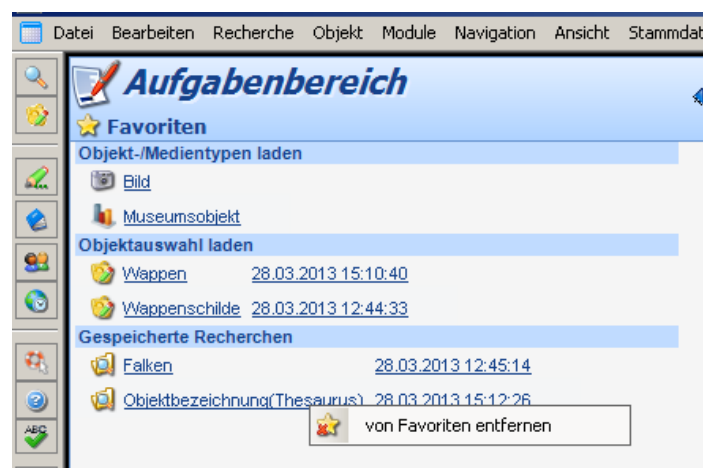 Datei Bearbeiten Recherche Objekt Module Navigation Ansicht Stammdat
Aufgabenbereich
Favoriten
Objekt-/Medientypen laden
Bild
Museumsobjekt
Objektauswahl laden
Wappen 28.03.2013 15:10:40
Wappenschilde 28.03.2013 12:44:33
Gespeicherte Recherchen
Falken 28.03.2013 12:45:14
Objektbezeichnung(Thesaurus) 28.03.2013 15:12:26
von Favoriten entfernen
ABC